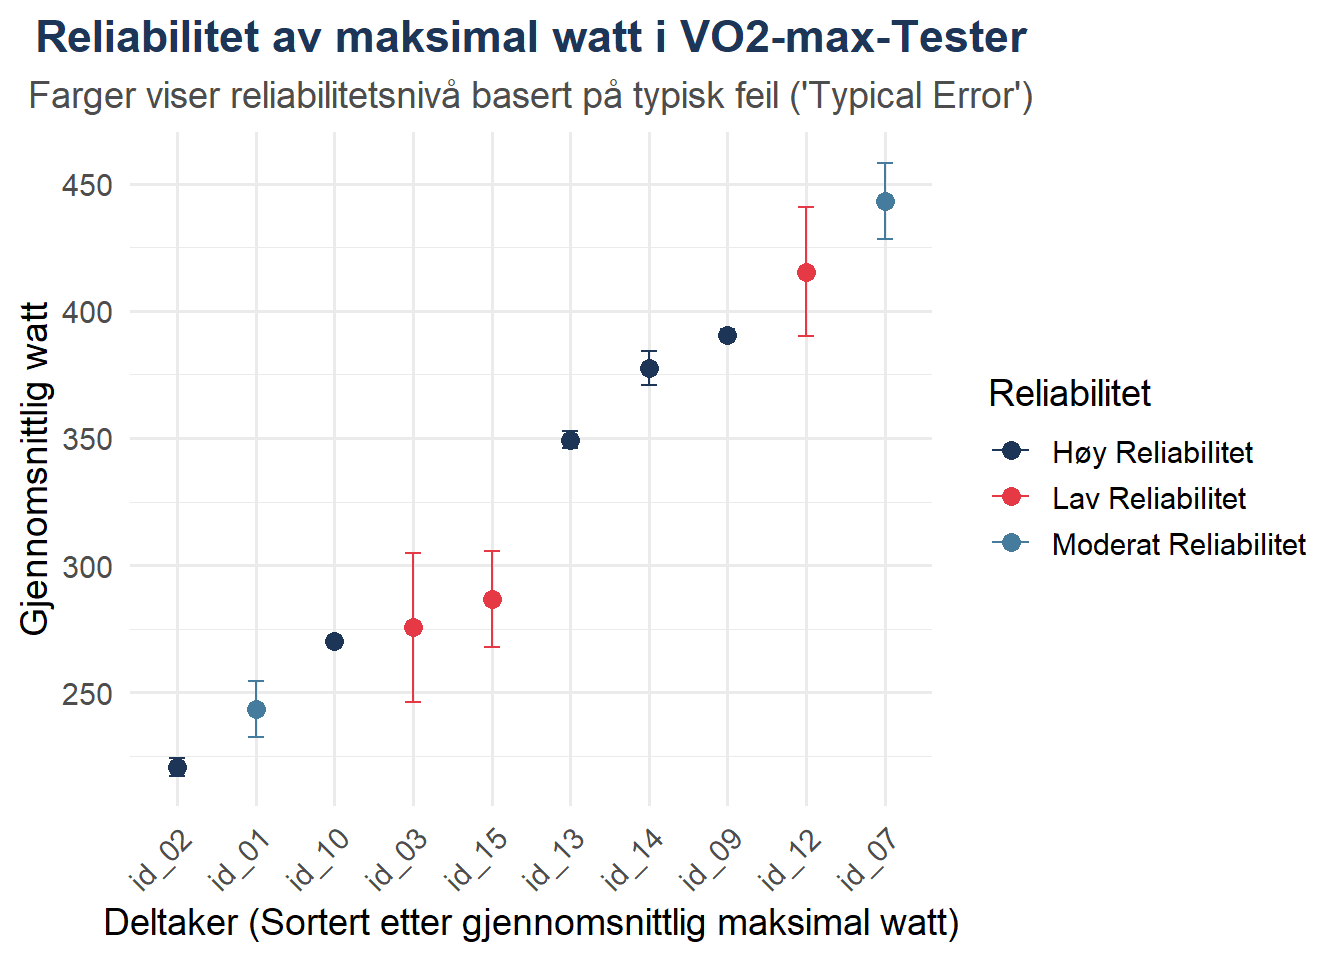 Reliabilitet av maksimal watt i VO2-max-Tester
Farger viser reliabilitetsnivå basert på typisk feil ('Typical Error')
Gjennomsnittlig watt
450
400
350
300
250
id_02 id_01 id_10 id_03 id_15 id_13 id_14 id_09 id_12 id_07
Deltaker (Sortert etter gjennomsnittlig maksimal watt)
Reliabilitet
Høy Reliabilitet
Lav Reliabilitet
Moderat Reliabilitet